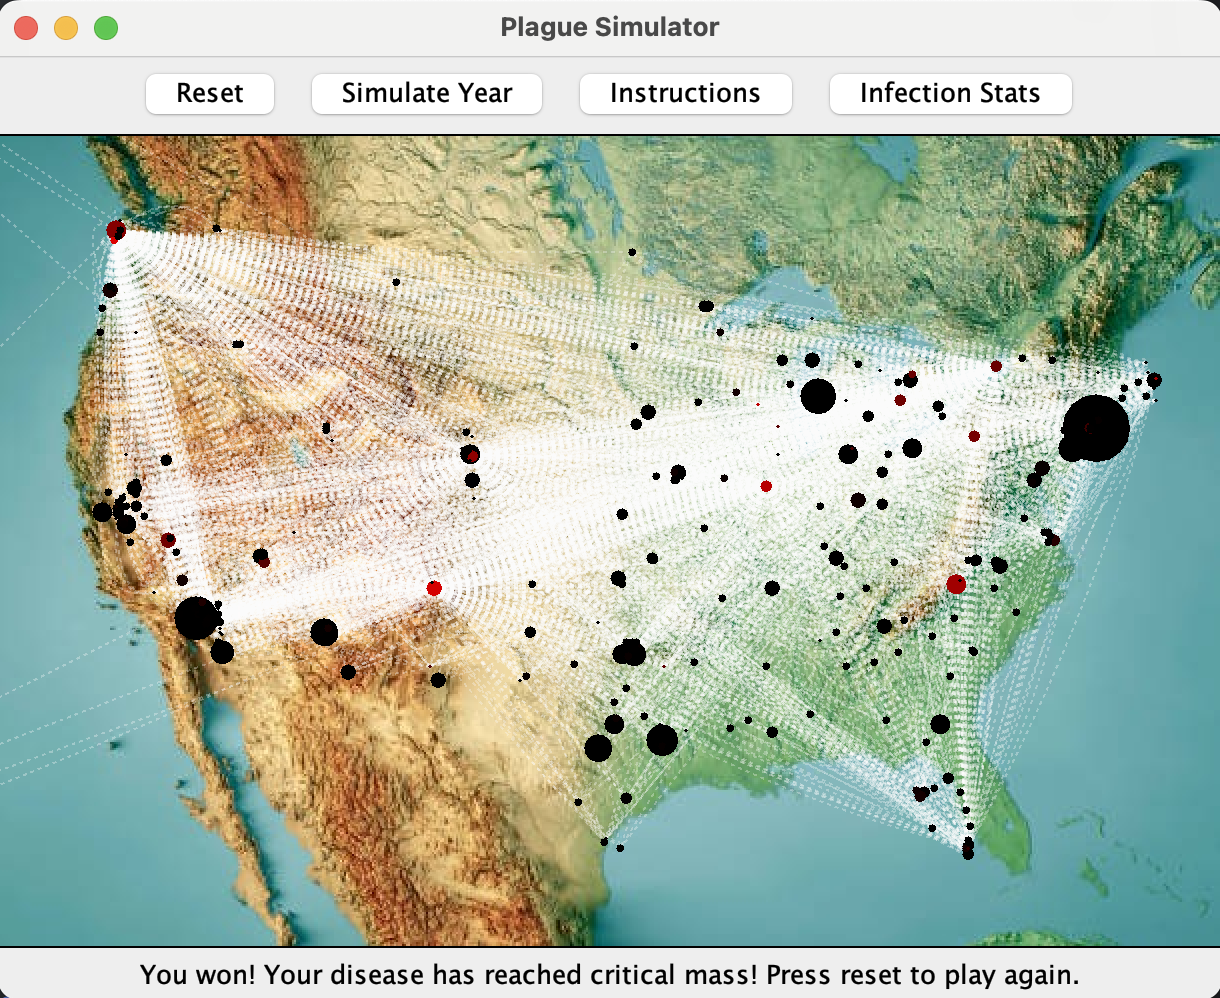 Plague Simulator
Reset Simulate Year Instructions Infection Stats
You won! Your disease has reached critical mass! Press reset to play again.